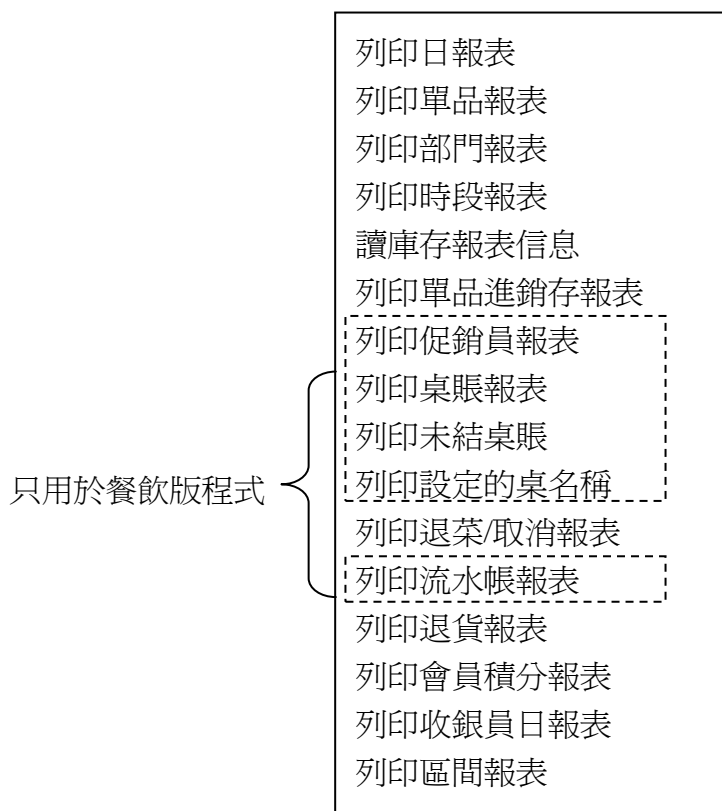 列印日報表
列印單品報表
列印部門報表
列印時段報表
讀庫存報表信息
列印單品進銷存報表
列印促銷員報表
列印桌賬報表
列印未結桌賬
只用於餐飲版程式
列印設定的桌名稱
列印退菜/取消報表
列印流水帳報表
列印退貨報表
列印會員積分報表
列印收銀員日報表
列印區間報表